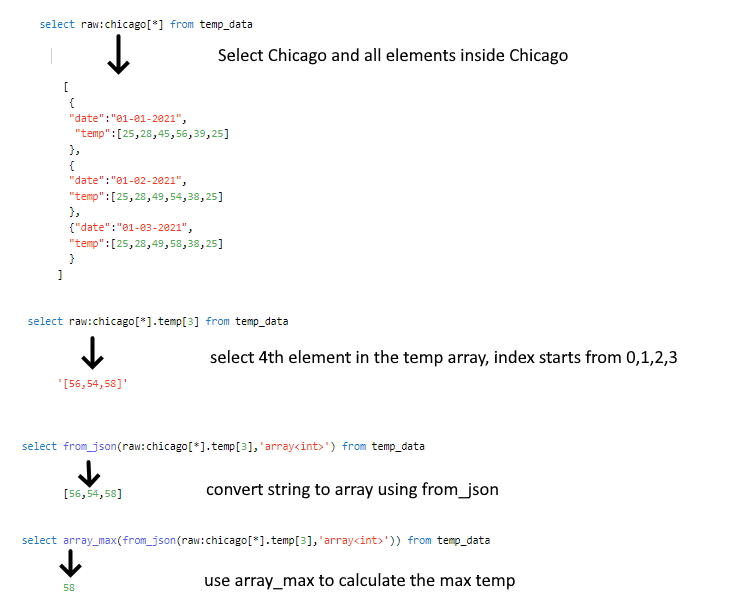 select raw:chicago[*] from temp_data
Select Chicago and all elements inside Chicago
[
{
"date":"01-01-2021",
"temp":[25,28,45,56,39,25]
},
{
"date":"01-02-2021",
"temp":[25,28,49,54,38,25]
},
{"date":"01-03-2021",
"temp":[25,28,49,58,38,25]
}
]
select raw:chicago[*].temp[3] from temp_data
select 4th element in the temp array, index starts from 0,1,2,3
'[56,54,58]'
select from_json(raw:chicago[*].temp[3],'array<int>') from temp_data
convert string to array using from_json
[56,54,58]
select array_max(from_json(raw:chicago[*].temp[3],'array<int>')) from temp_data
use array_max to calculate the max temp
58